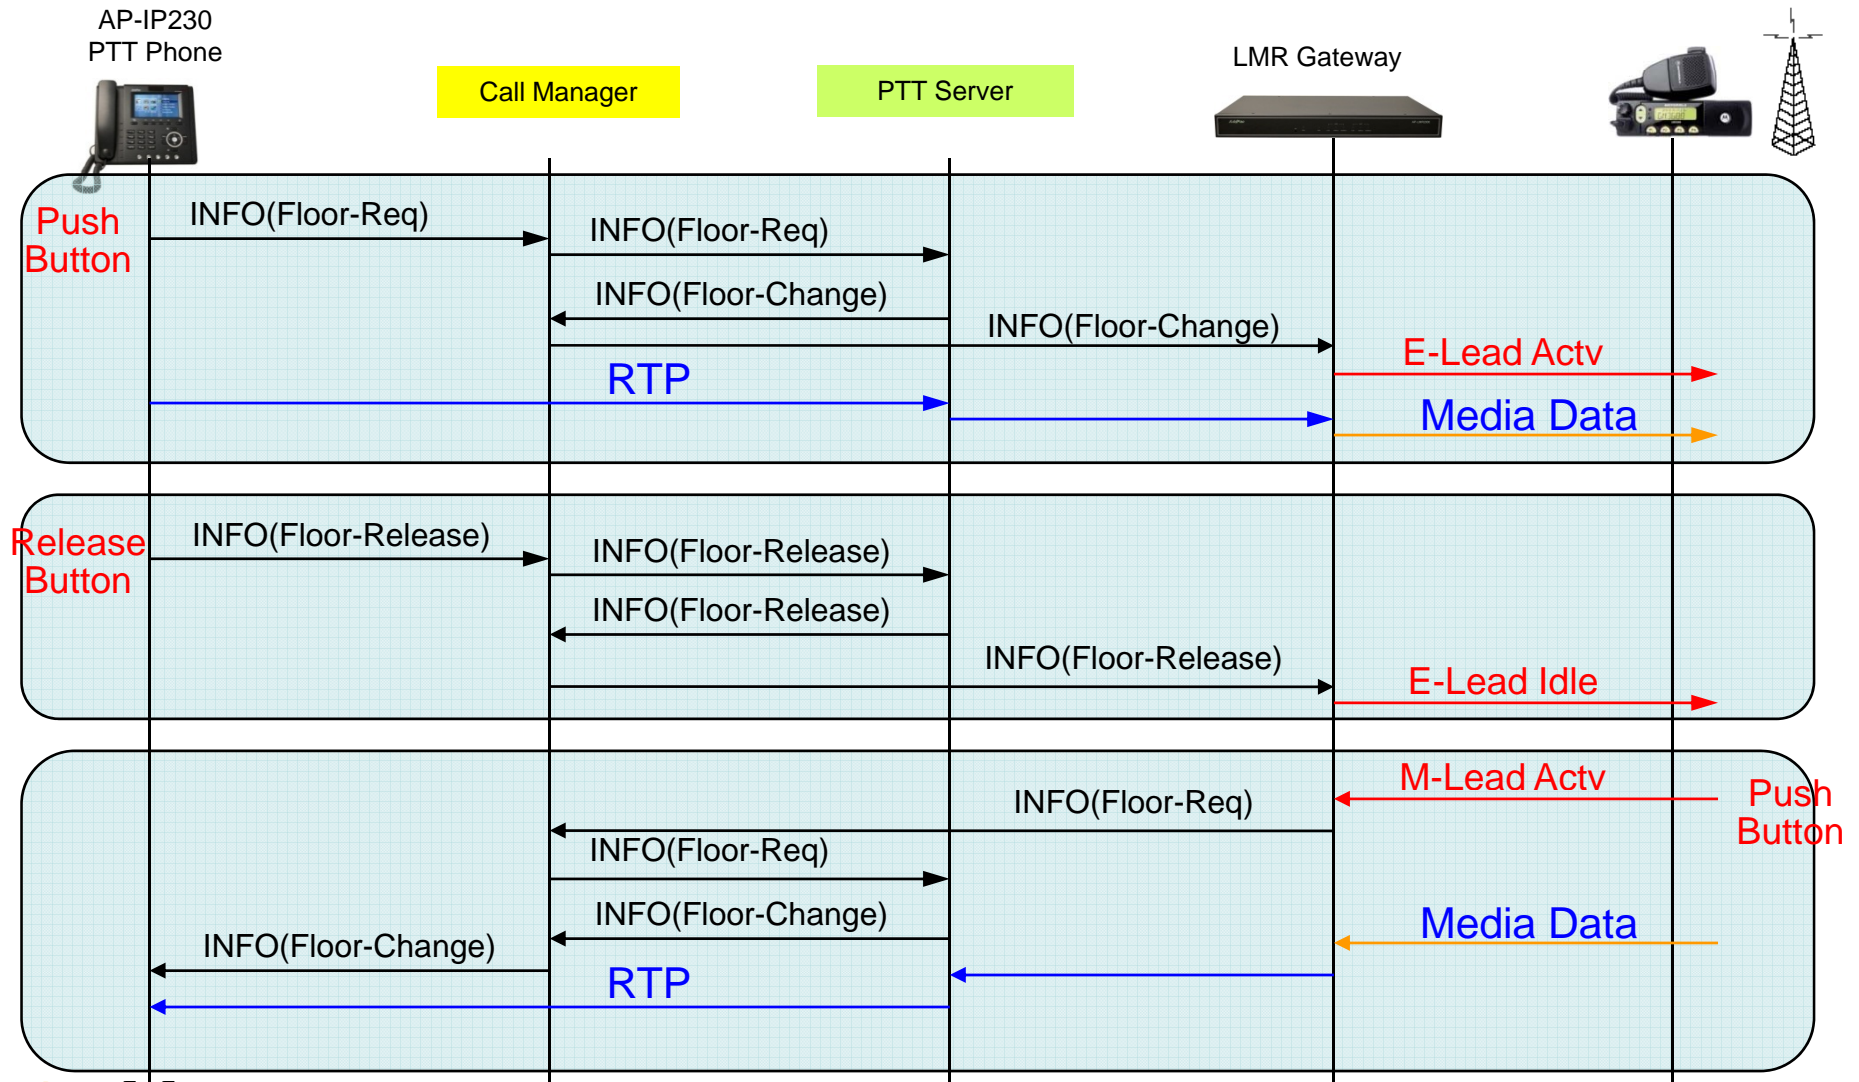 AP-IP230
PTT Phone
Call Manager
PTT Server
LMR Gateway
Push
Button
INFO(Floor-Req)
INFO(Floor-Req)
INFO(Floor-Change)
INFO(Floor-Change)
E-Lead Actv
RTP
Media Data
Release
Button
INFO(Floor-Release)
INFO(Floor-Release)
INFO(Floor-Release)
INFO(Floor-Release)
E-Lead Idle
M-Lead Actv
Push
Button
INFO(Floor-Req)
INFO(Floor-Req)
INFO(Floor-Change)
Media Data
INFO(Floor-Change)
RTP